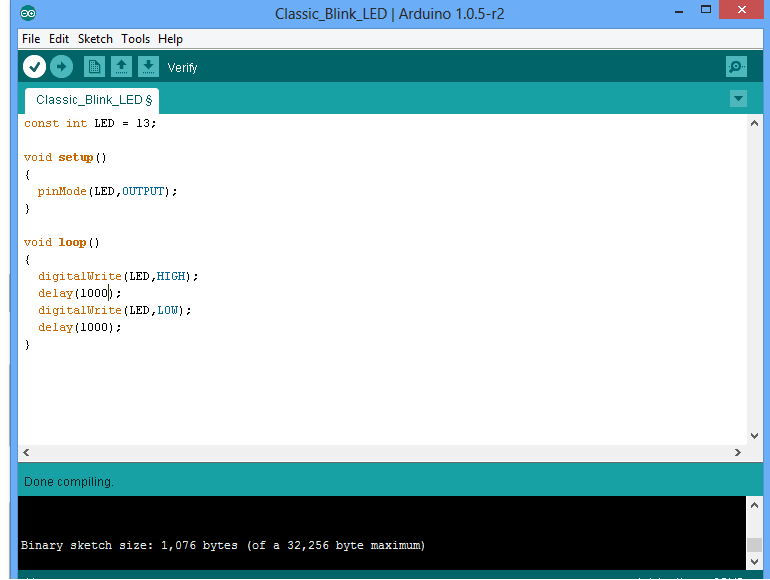 Classic_Blink_LED | Arduino 1.0.5-r2
File Edit Sketch Tools Help
Verify
Classic_Blink_LED §
const int LED = 13;
void setup()
{
pinMode(LED,OUTPUT);
}
void loop()
{
digitalWrite(LED,HIGH);
delay(1000);
digitalWrite(LED,LOW);
delay(1000);
}
Done compiling.
Binary sketch size: 1,076 bytes (of a 32,256 byte maximum)